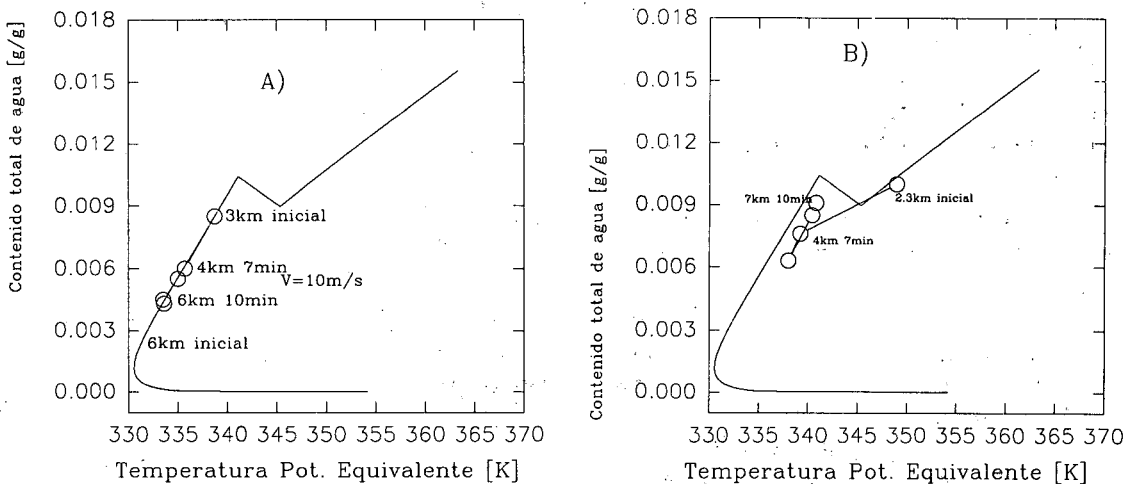 Contenido total de agua [g/g]
0.018
0.015
0.012
0.009
0.006
0.003
0.000
A)
3km inicial
4km 7min
V=10m/s
6km 10min
6km inicial
330 335 340 345 350 355 360 365 370
Temperatura Pot. Equivalente [K]
Contenido total de agua [g/g]
0.018
0.015
0.012
0.009
0.006
0.003
0.000
B)
7km 10min
2.3km inicial
4km 7min
330 335 340 345 350 355 360 365 370
Temperatura Pot. Equivalente [K]